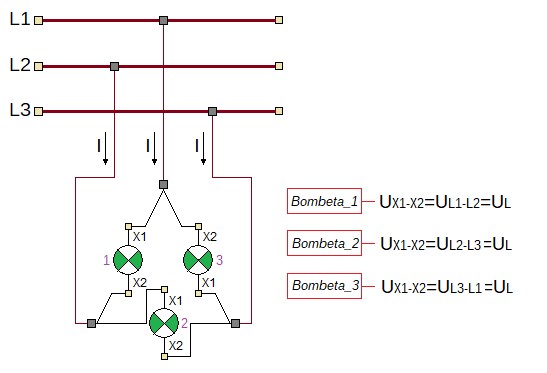 L1
L2
L3
I I I
X1 X2
1 3
X2 X1
X1
2
X2
Bombeta_1 UX1-X2=UL1-L2=UL
Bombeta_2 UX1-X2=UL2-L3=UL
Bombeta_3 UX1-X2=UL3-L1=UL